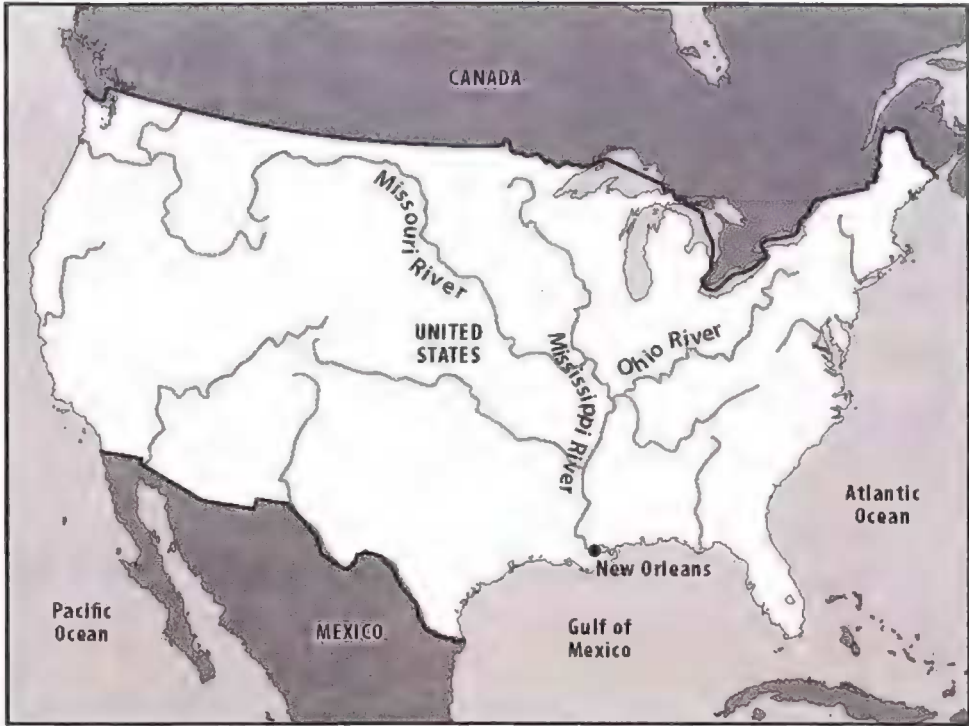 CANADA
Missouri River
UNITED
STATES
Mississippi River
Ohio River
Atlantic
Ocean
New Orleans
Pacific
Ocean
MEXICO
Gulf of
Mexico